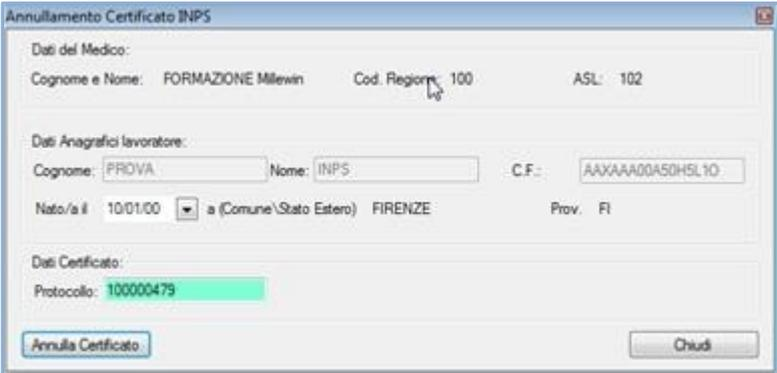 Annullamento Certificato INPS
Dati del Medico:
Cognome e Nome: FORMAZIONE Millewin Cod. Regione: 100 ASL: 102
Dati Anagrafici lavoratore:
Cognome: PROVA Nome: INPS C.F.: AAXAAA00A50H5L1O
Nato/a il 10/01/00 a (Comune\Stato Estero) FIRENZE Prov. FI
Dati Certificato:
Protocollo: 100000479
Annulla Certificato Chiudi